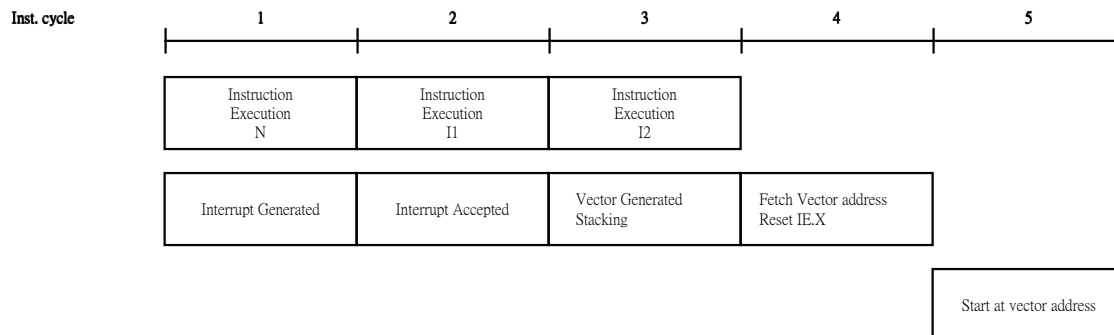 Inst. cycle 1 2 3 4 5
Instruction
Execution
N
Instruction
Execution
I1
Instruction
Execution
I2
Interrupt Generated
Interrupt Accepted
Vector Generated
Stacking
Fetch Vector address
Reset IE.X
Start at vector address